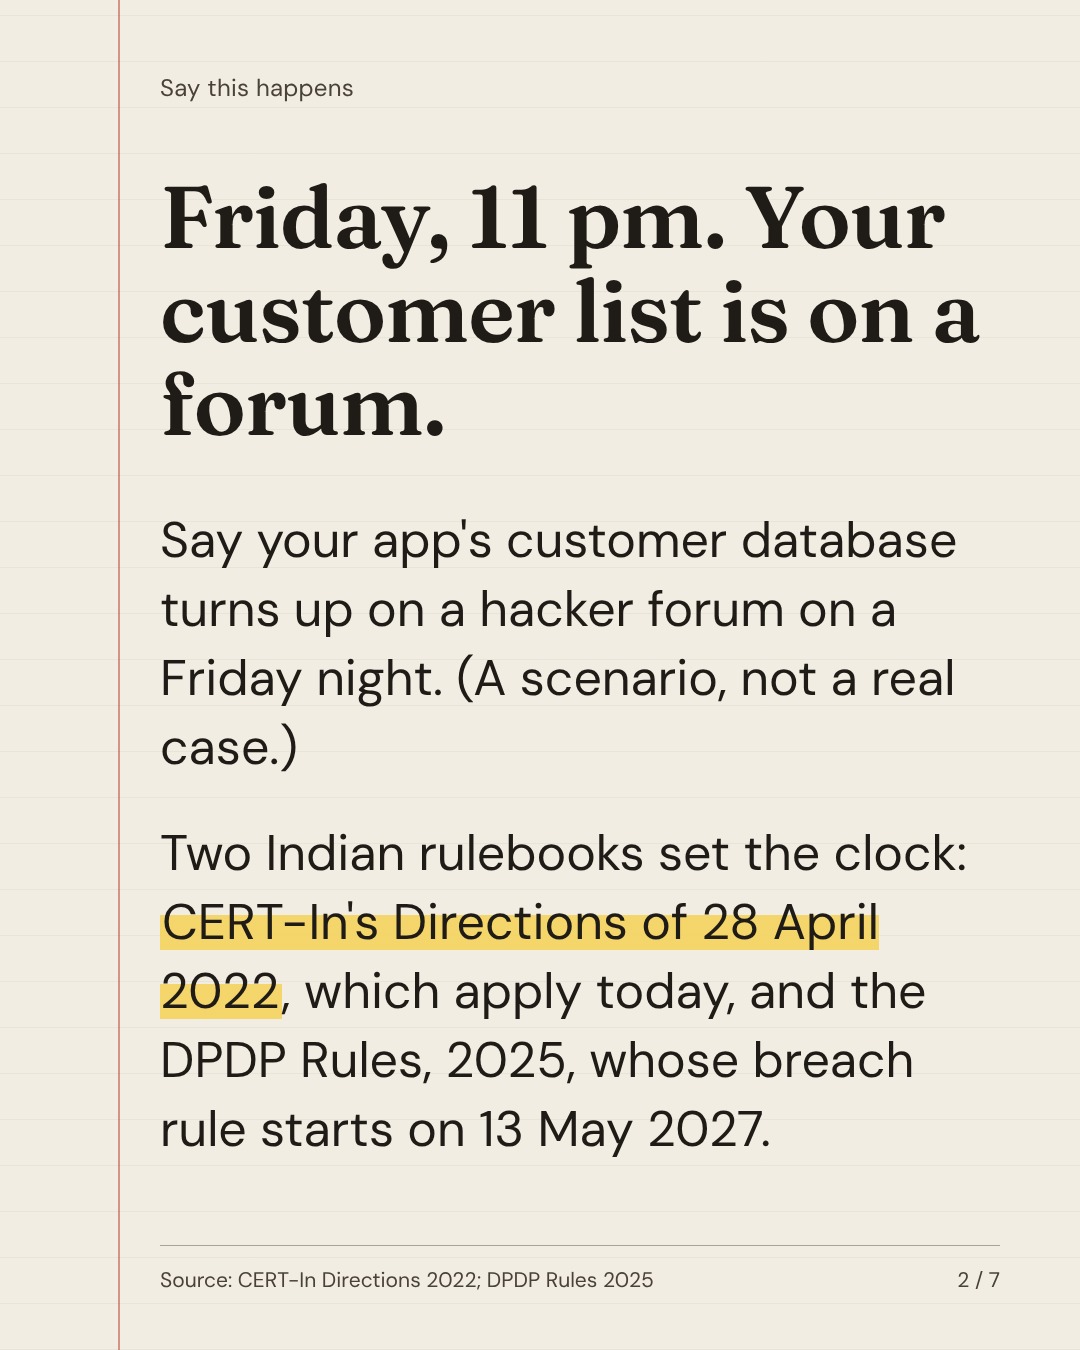 Say this happens
Friday, 11 pm. Your
customer list is on a
forum.
Say your app's customer database
turns up on a hacker forum on a
Friday night. (A scenario, not a real
case.)
Two Indian rulebooks set the clock:
CERT-In's Directions of 28 April
2022, which apply today, and the
DPDP Rules, 2025, whose breach
rule starts on 13 May 2027.
Source: CERT-In Directions 2022; DPDP Rules 2025
2 / 7